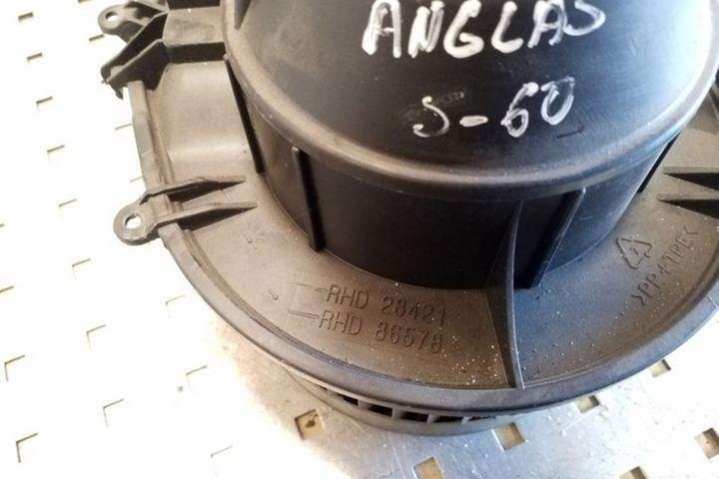 ANGLAS
S-60
RHD 28421
RHD 86578